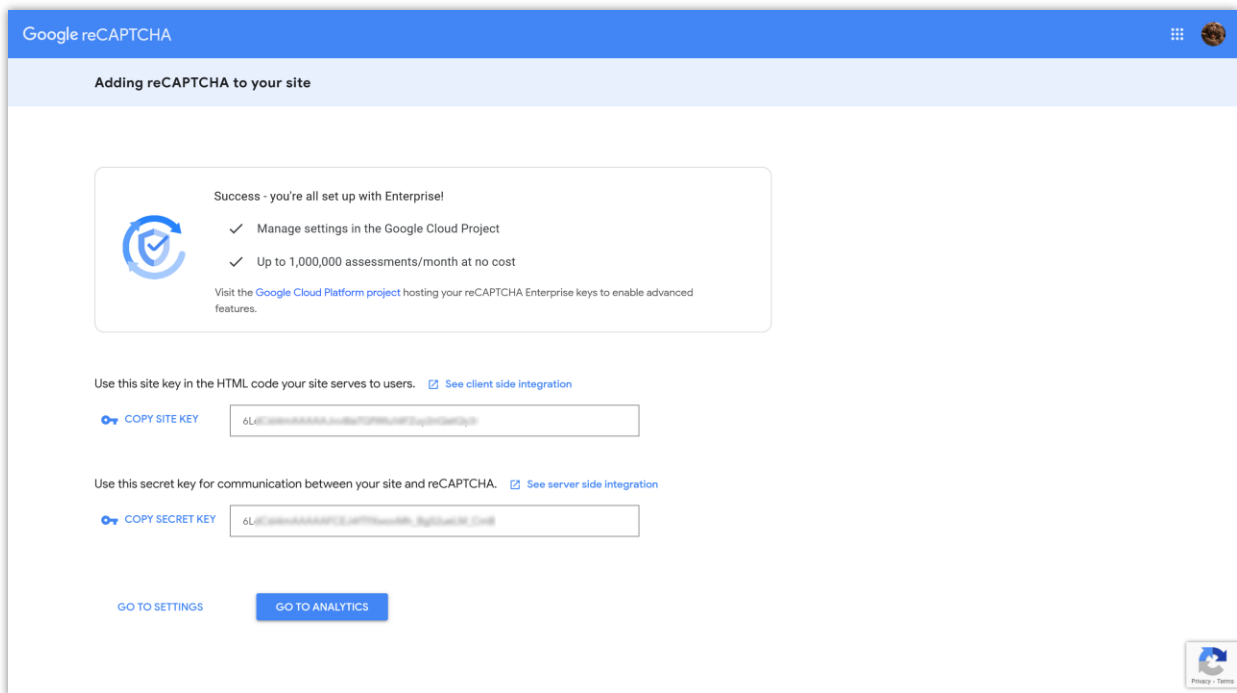 Google reCAPTCHA
Adding reCAPTCHA to your site
Success - you're all set up with Enterprise!
Manage settings in the Google Cloud Project
Up to 1,000,000 assessments/month at no cost
Visit the Google Cloud Platform project hosting your reCAPTCHA Enterprise keys to enable advanced
features.
Use this site key in the HTML code your site serves to users. See client side integration
COPY SITE KEY
Use this secret key for communication between your site and reCAPTCHA. See server side integration
COPY SECRET KEY
GO TO SETTINGS GO TO ANALYTICS
Privacy - Terms